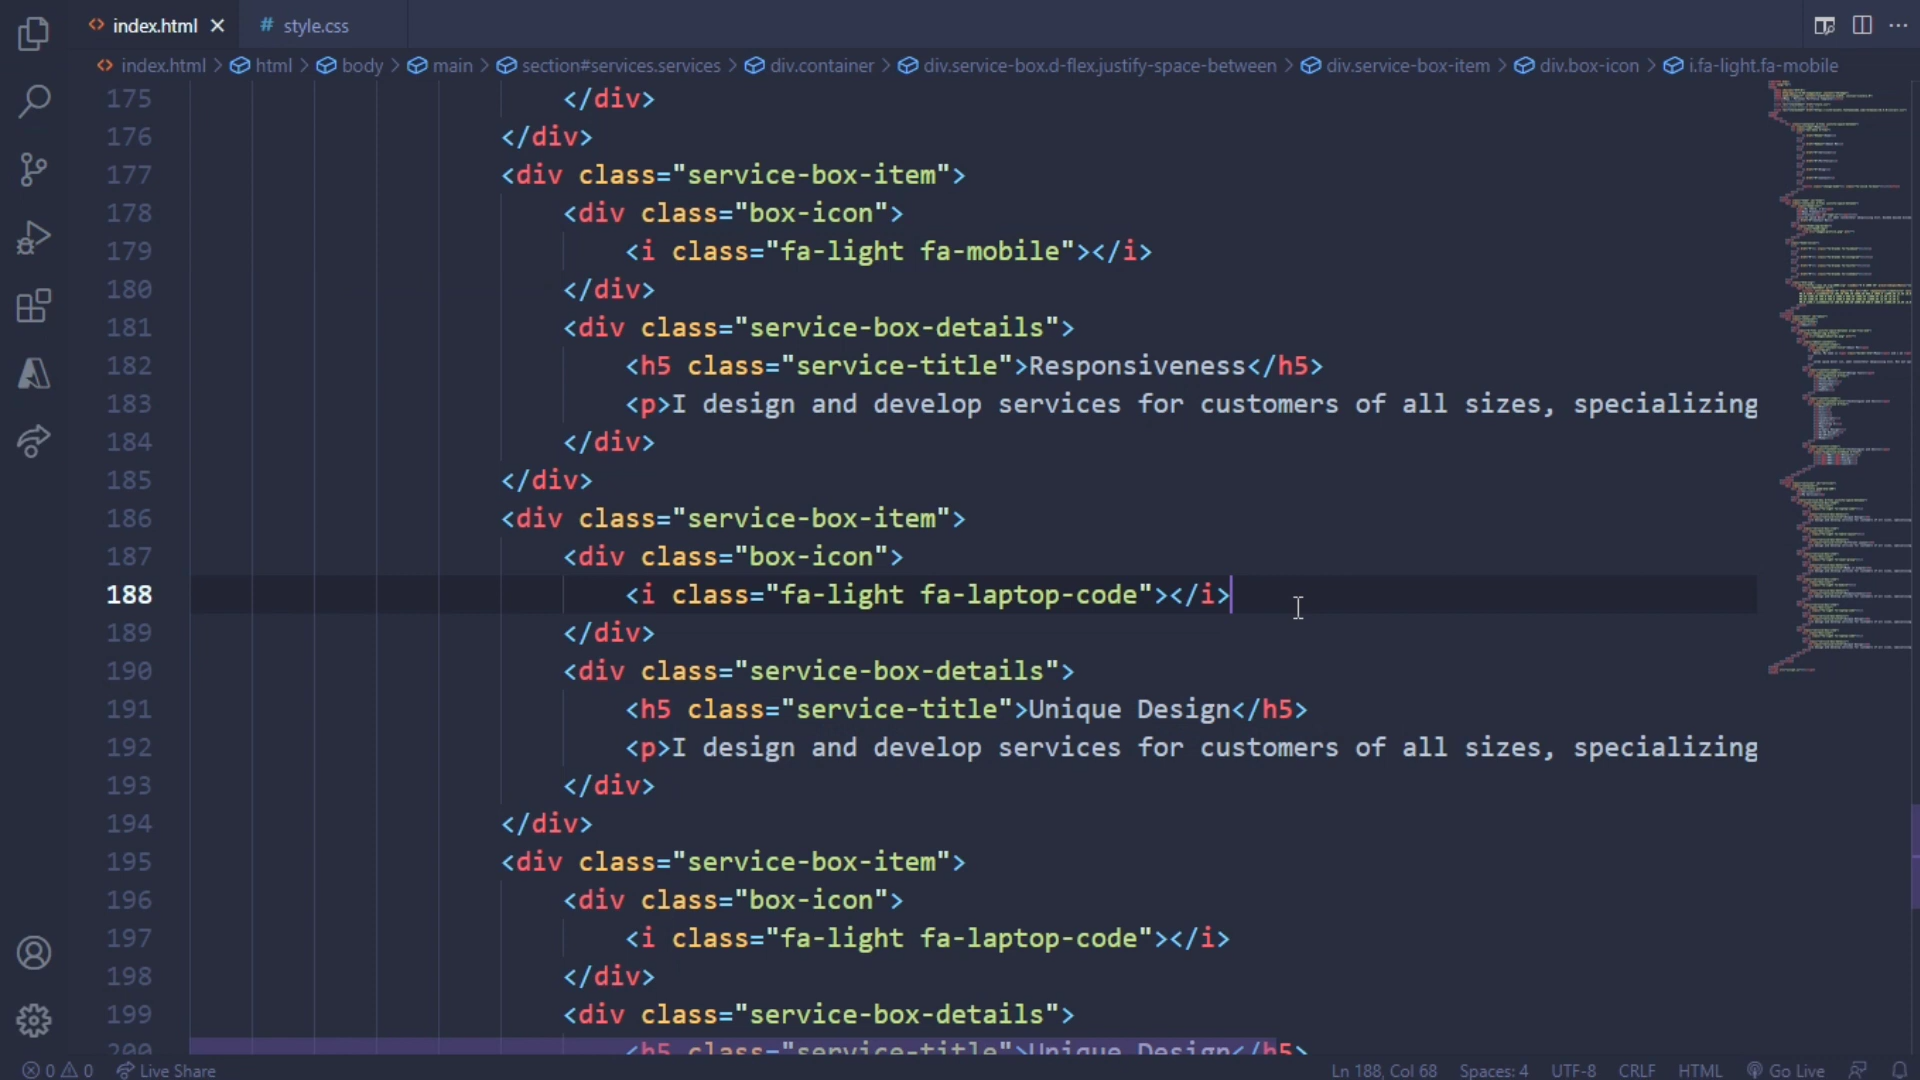 index.html
style.css
index.html > html > body > main > section#services.services > div.container > div.service-box.d-flex.justify-space-between > div.service-box-item > div.box-icon > i.fa-light.fa-mobile
175 </div>
176 </div>
177 <div class="service-box-item">
178 <div class="box-icon">
179 <i class="fa-light fa-mobile"></i>
180 </div>
181 <div class="service-box-details">
182 <h5 class="service-title">Responsiveness</h5>
183 <p>I design and develop services for customers of all sizes, specializing
184 </div>
185 </div>
186 <div class="service-box-item">
187 <div class="box-icon">
188 <i class="fa-light fa-laptop-code"></i>
189 </div>
190 <div class="service-box-details">
191 <h5 class="service-title">Unique Design</h5>
192 <p>I design and develop services for customers of all sizes, specializing
193 </div>
194 </div>
195 <div class="service-box-item">
196 <div class="box-icon">
197 <i class="fa-light fa-laptop-code"></i>
198 </div>
199 <div class="service-box-details">
200 <h5 class="service-title">Unique Design</h5>
0 0 Live Share Ln 188, Col 68 Spaces: 4 UTF-8 CRLF HTML Go Live